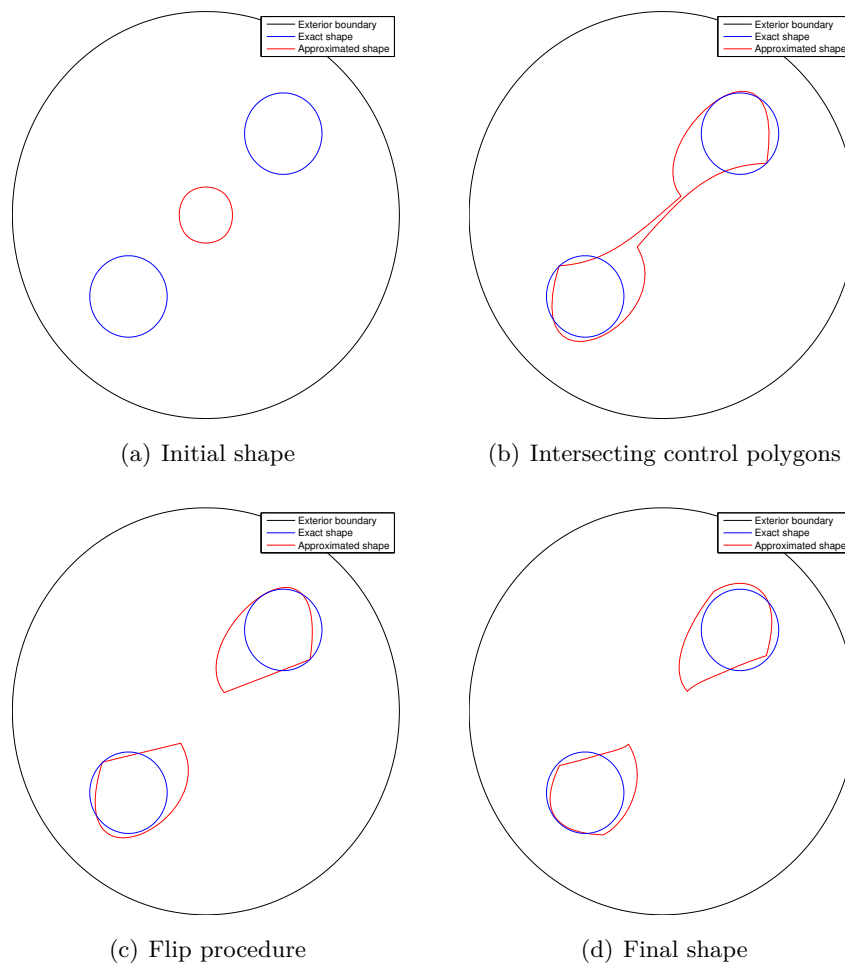 Exterior boundary
Exact shape
Approximated shape
Exterior boundary
Exact shape
Approximated shape
(a) Initial shape
(b) Intersecting control polygons
Exterior boundary
Exact shape
Approximated shape
Exterior boundary
Exact shape
Approximated shape
(c) Flip procedure
(d) Final shape